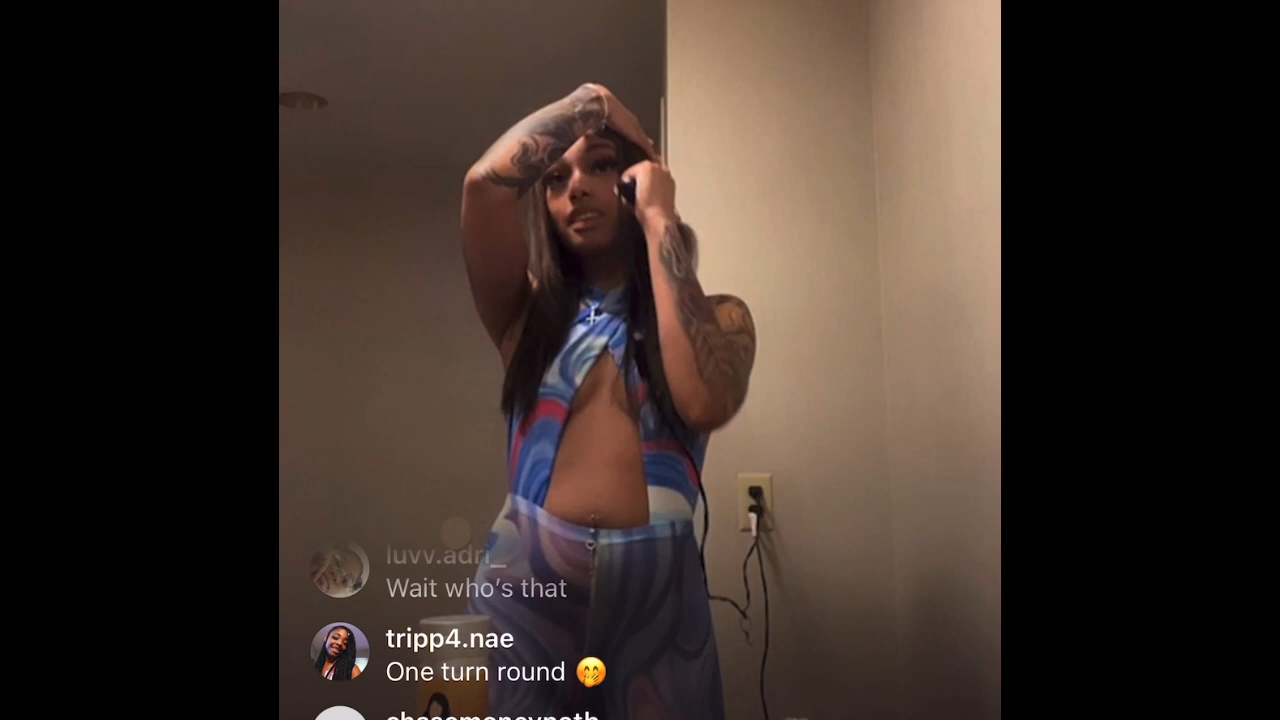 luvv.adri_
Wait who's that
tripp4.nae
One turn round 🤭